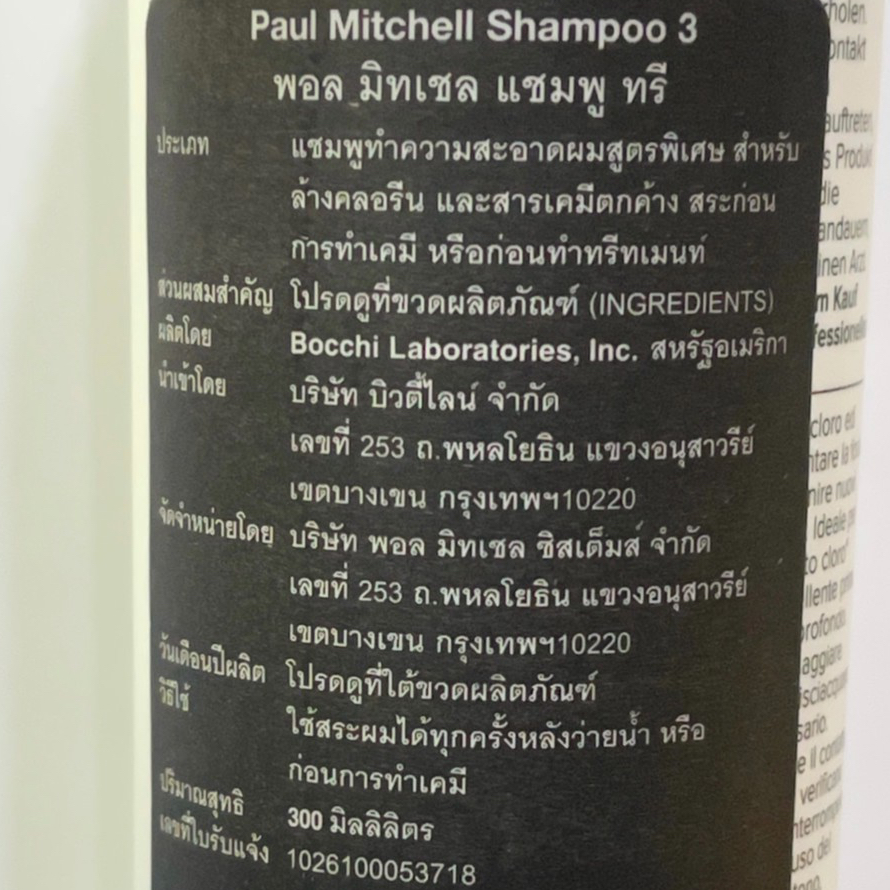 Paul Mitchell Shampoo 3
พอล มิทเชล แชมพู ทรี
ประเภท แชมพูทำความสะอาดผมสูตรพิเศษ สำหรับ
ล้างคลอรีน และสารเคมีตกค้าง สระก่อน
การทำเคมี หรือก่อนทำทรีทเมนท์
ส่วนผสมสำคัญ โปรดดูที่ขวดผลิตภัณฑ์ (INGREDIENTS)
ผลิตโดย Bocchi Laboratories, Inc. สหรัฐอเมริกา
นำเข้าโดย บริษัท บิวตี้ไลน์ จำกัด
เลขที่ 253 ถ.พหลโยธิน แขวงอนุสาวรีย์
เขตบางเขน กรุงเทพฯ10220
จัดจำหน่ายโดย บริษัท พอล มิทเชล ซิสเต็มส์ จำกัด
เลขที่ 253 ถ.พหลโยธิน แขวงอนุสาวรีย์
เขตบางเขน กรุงเทพฯ10220
วันเดือนปีผลิต โปรดดูที่ใต้ขวดผลิตภัณฑ์
วิธีใช้ ใช้สระผมได้ทุกครั้งหลังว่ายน้ำ หรือ
ก่อนการทำเคมี
ปริมาณสุทธิ 300 มิลลิลิตร
เลขที่ใบรับแจ้ง 1026100053718
auftreten,
die
Kauf
cloro ed
Ideale
to cloro"